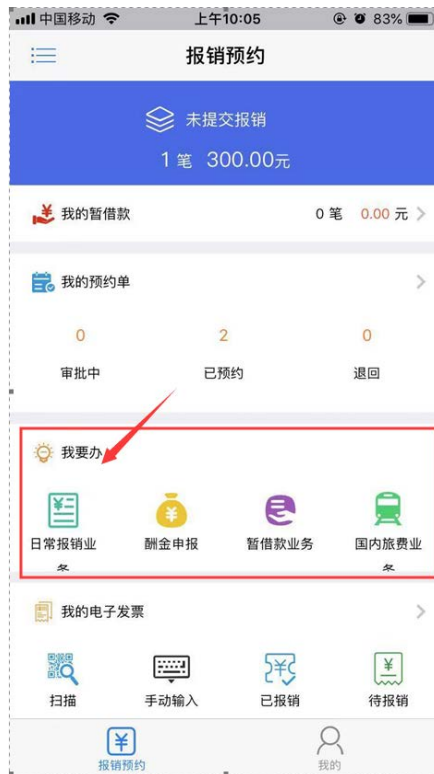 中国移动 上午10:05 83%
报销预约
未提交报销
1 笔 300.00元
我的暂借款 0 笔 0.00 元
我的预约单
0 2 0
审批中 已预约 退回
我要办
日常报销业务 酬金申报 暂借款业务 国内旅费业务
我的电子发票
扫描 手动输入 已报销 待报销
报销预约 我的